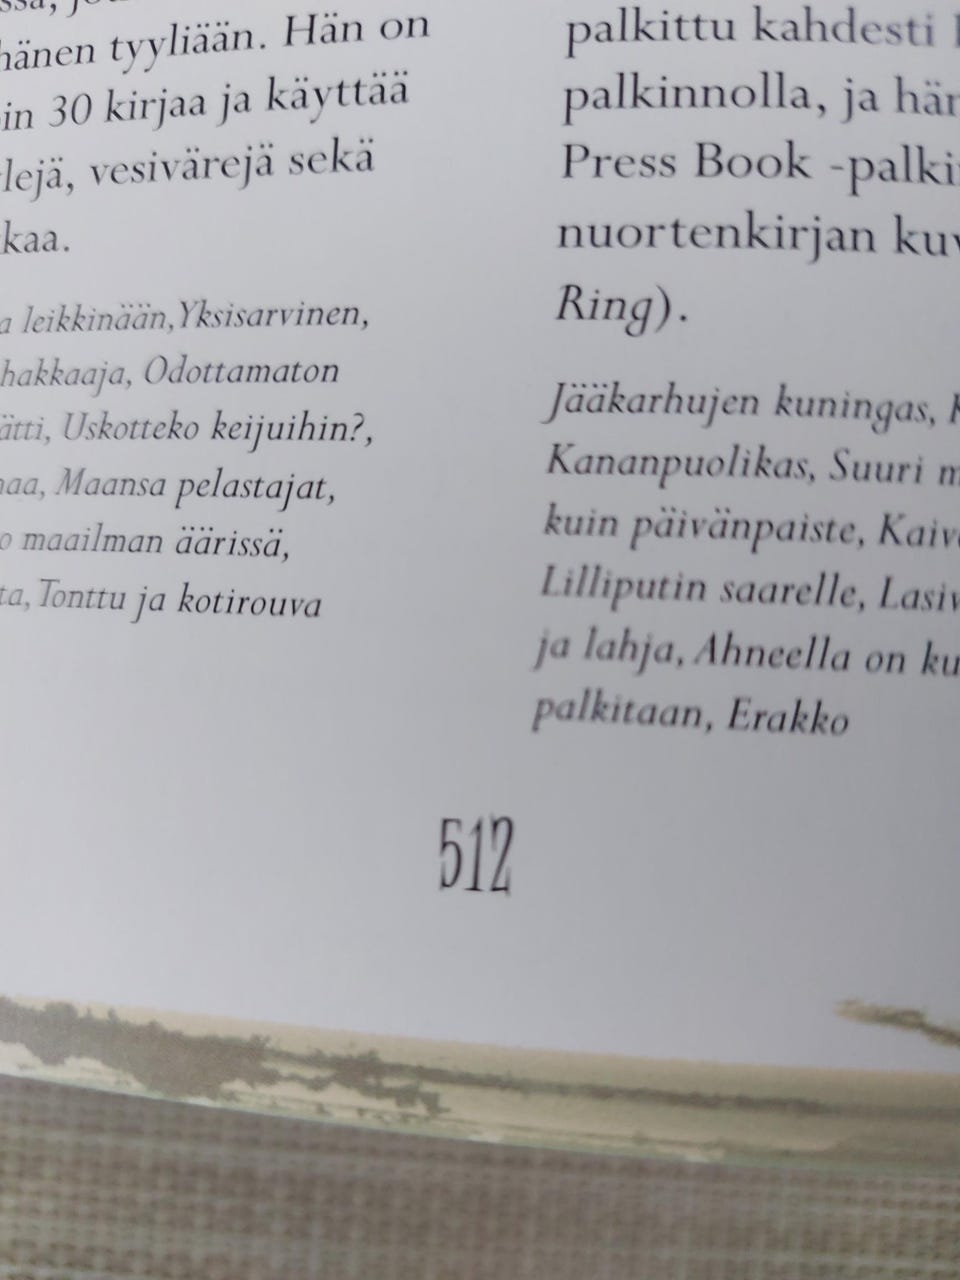 hänen tyyliään. Hän on
30 kirjaa ja käyttää
vesivärejä sekä
leikkinään, Yksisarvinen,
Odottamaton
Uskotteko keijuihin?,
Maansa pelastajat,
maailman äärissä,
Tonttu ja kotirouva
palkittu kahdesti
palkinnolla, ja
Press Book
nuortenkirjan
Ring).
Jääkarhujen kuningas,
Kananpuolikas, Suuri
kuin päivänpaiste,
Lilliputin saarelle,
ja lahja, Ahneella on
palkitaan, Erakko
512